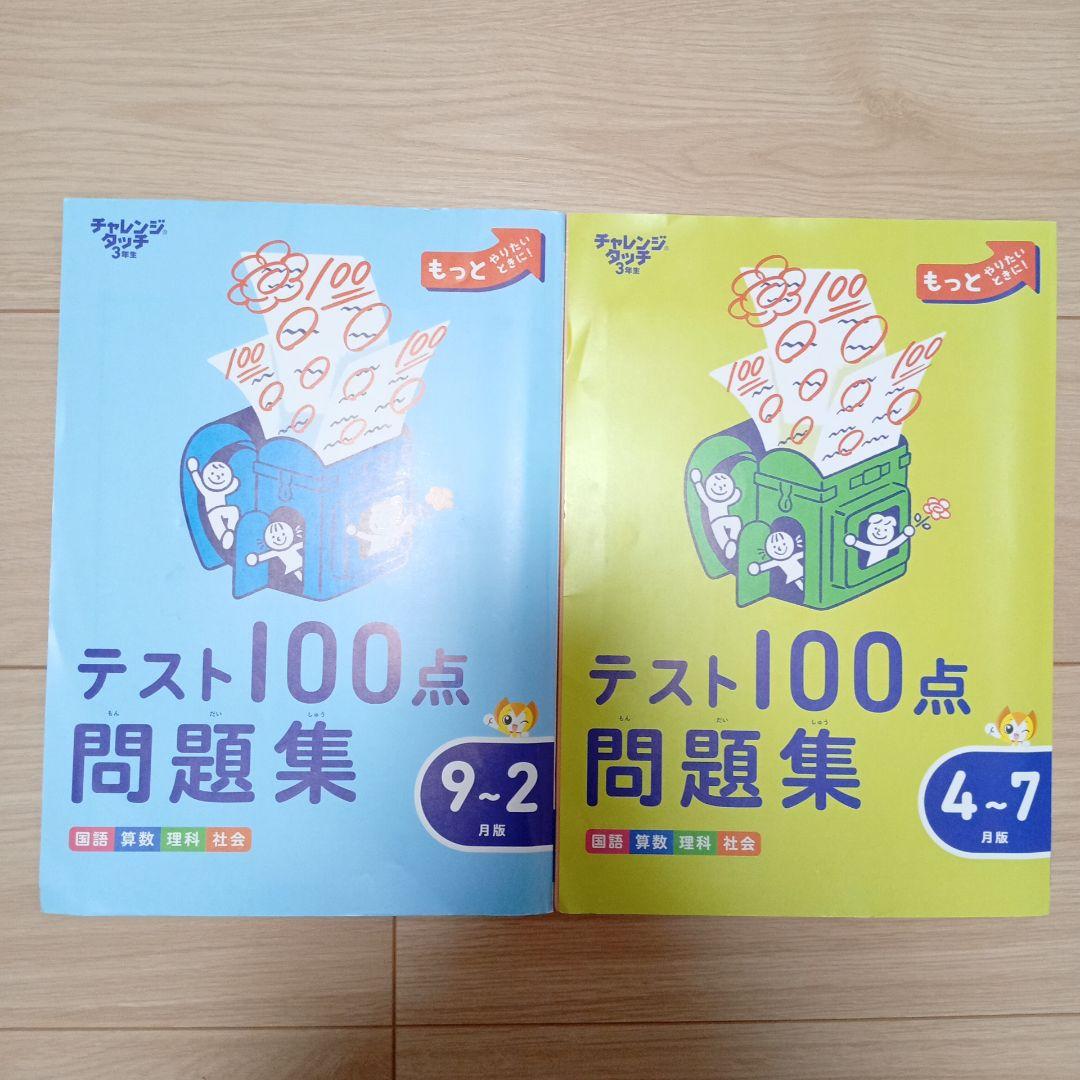 チャレンジ®
タッチ
3年生
もっと
やりたい
ときに!
100
100
100
テスト100点
もん だい しゅう
問題集
9~2
月版
国語 算数 理科 社会
チャレンジ®
タッチ
3年生
もっと
やりたい
ときに!
100
100
100
テスト100点
もん だい しゅう
問題集
4~7
月版
国語 算数 理科 社会